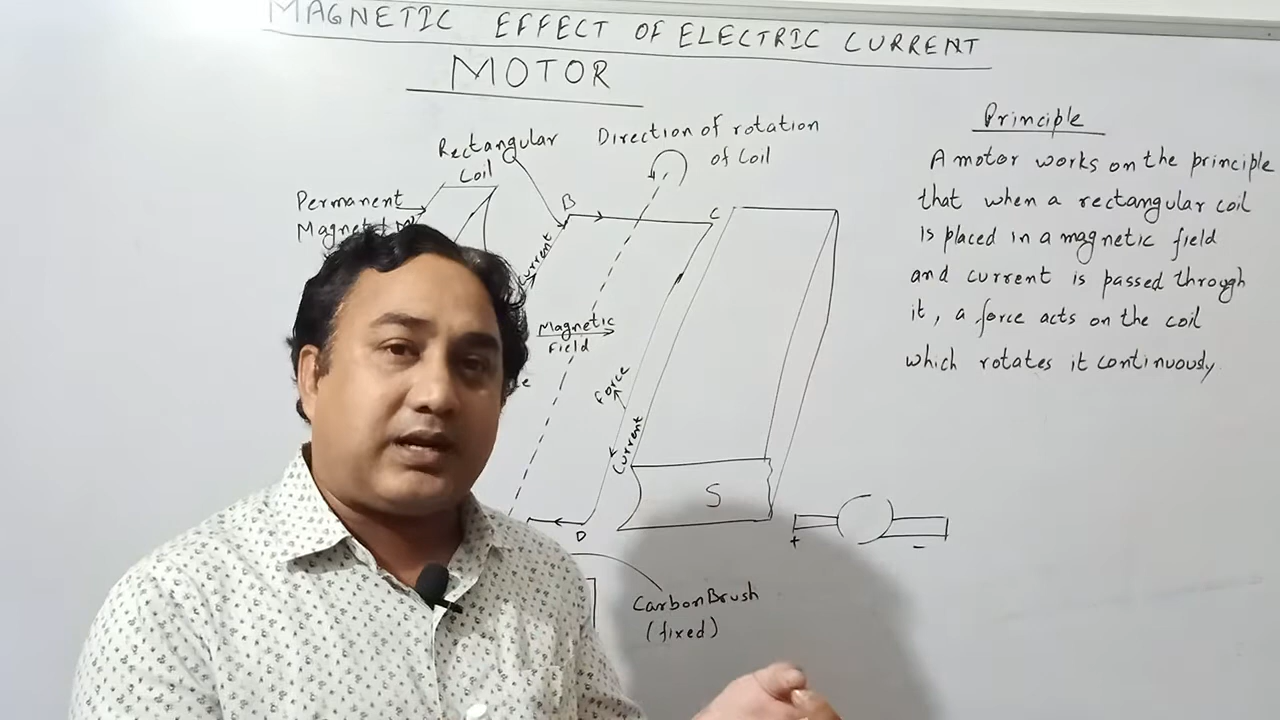 MAGNETIC EFFECT OF ELECTRIC CURRENT
MOTOR
Rectangular
Coil
Direction of rotation
of Coil
Permanent
Magnet
B
C
Current
Magnetic
Field
Force
Current
S
D
+
-
Carbon Brush
(fixed)
Principle
A motor works on the principle
that when a rectangular coil
is placed in a magnetic field
and current is passed through
it, a force acts on the coil
which rotates it continuously.